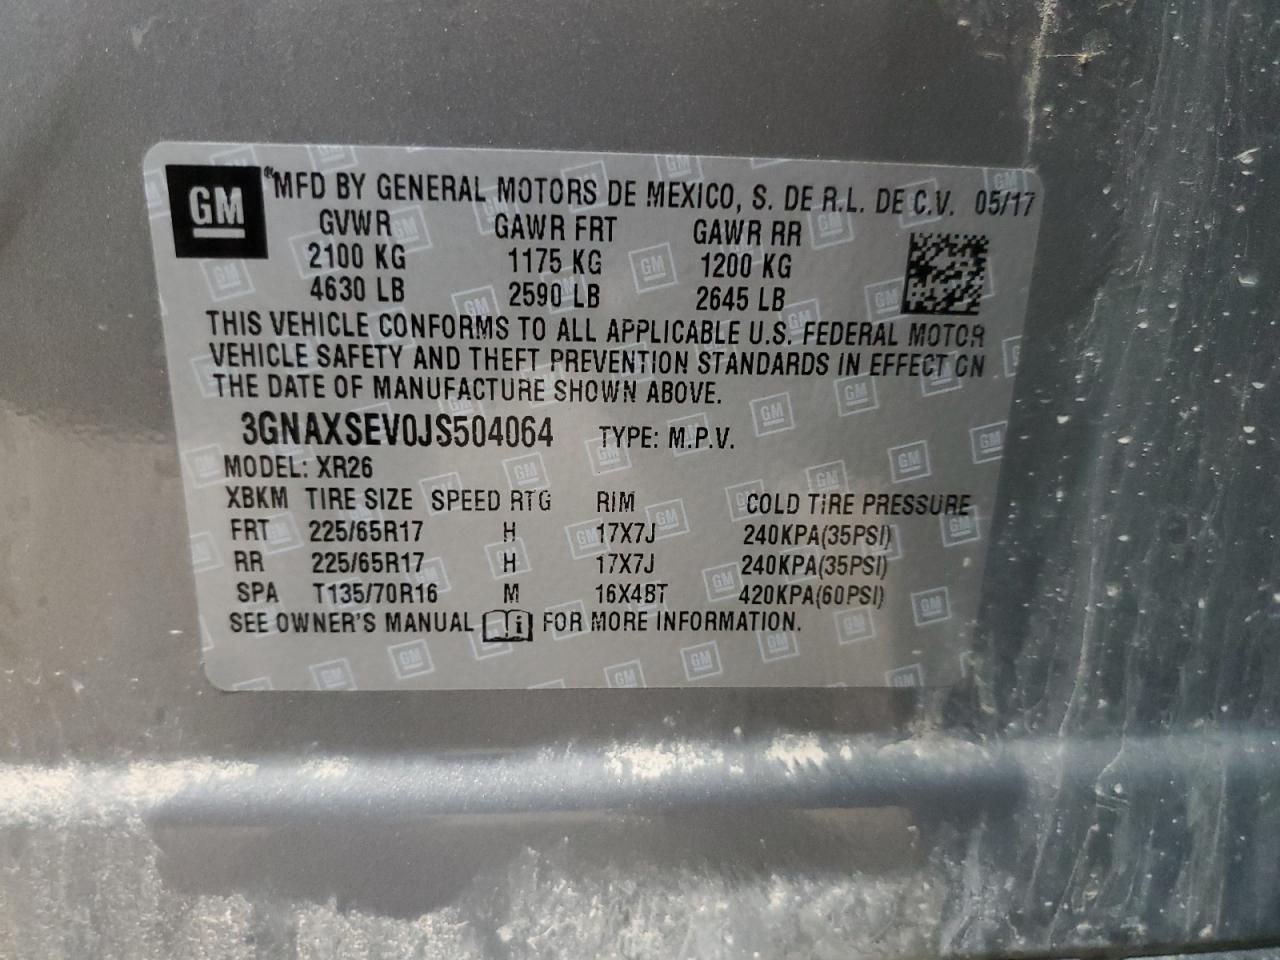 GM
MFD BY GENERAL MOTORS DE MEXICO, S. DE R.L. DE C.V. 05/17
GVWR GAWR FRT GAWR RR
2100 KG 1175 KG 1200 KG
4630 LB 2590 LB 2645 LB
THIS VEHICLE CONFORMS TO ALL APPLICABLE U.S. FEDERAL MOTOR
VEHICLE SAFETY AND THEFT PREVENTION STANDARDS IN EFFECT ON
THE DATE OF MANUFACTURE SHOWN ABOVE.
3GNAXSEV0JS504064 TYPE: M.P.V.
MODEL: XR26
XBKM TIRE SIZE SPEED RTG RIM COLD TIRE PRESSURE
FRT 225/65R17 H 17X7J 240KPA(35PSI)
RR 225/65R17 H 17X7J 240KPA(35PSI)
SPA T135/70R16 M 16X4BT 420KPA(60PSI)
SEE OWNER'S MANUAL FOR MORE INFORMATION.